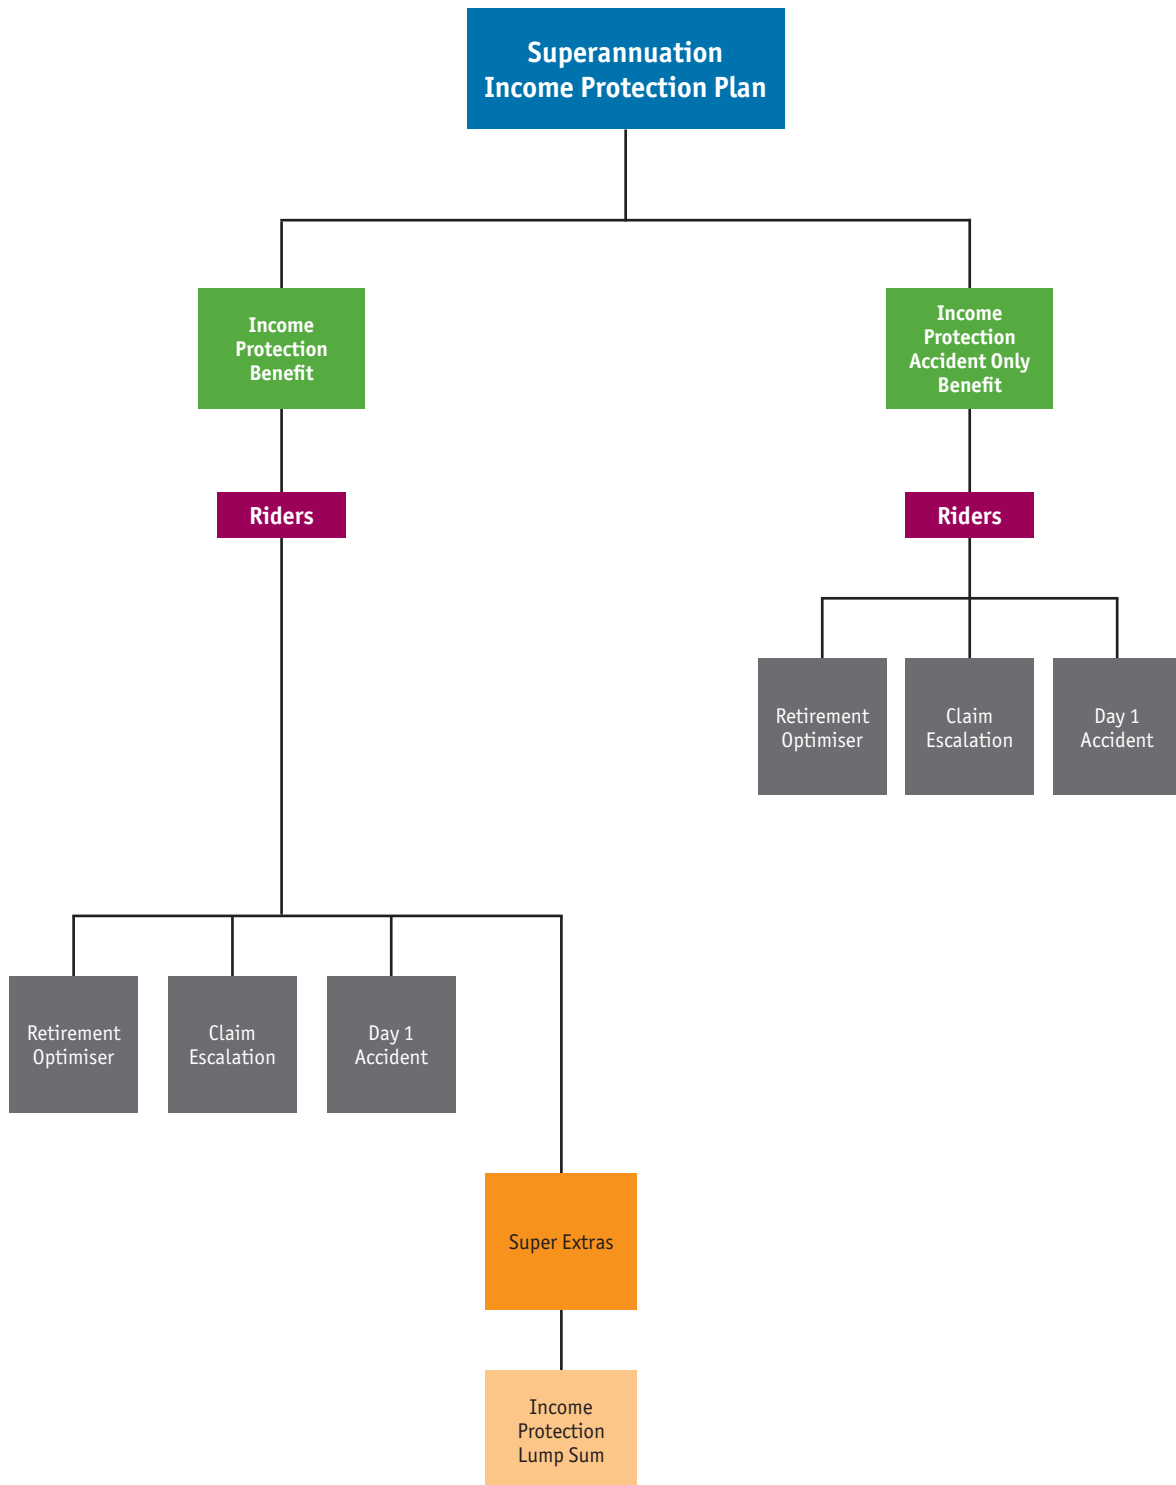 Superannuation
Income Protection Plan
Income
Protection
Benefit
Income
Protection
Accident Only
Benefit
Riders
Riders
Retirement
Optimiser
Claim
Escalation
Day 1
Accident
Retirement
Optimiser
Claim
Escalation
Day 1
Accident
Super Extras
Income
Protection
Lump Sum